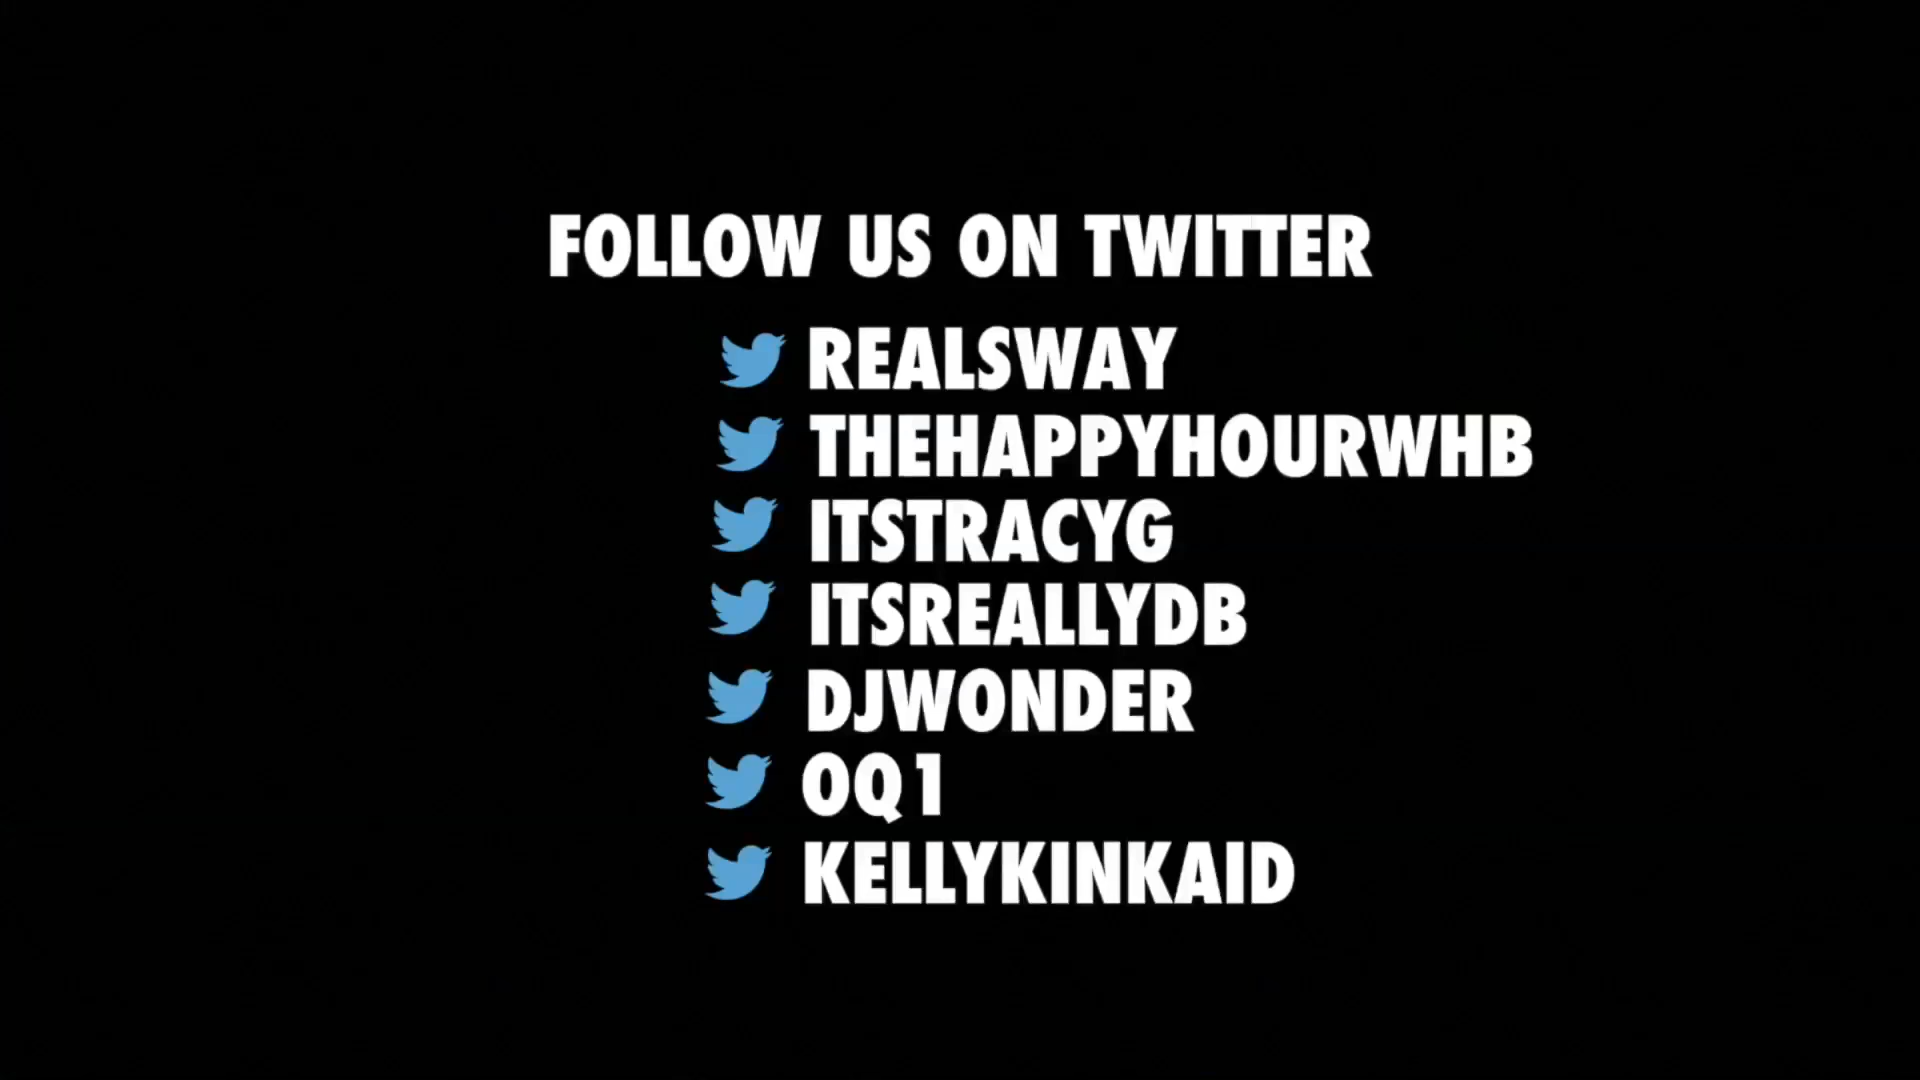 FOLLOW US ON TWITTER
REALSWAY
THEHAPPYHOURWHB
ITSTRACYG
ITSREALLYDB
DJWONDER
OQ1
KELLYKINKAID